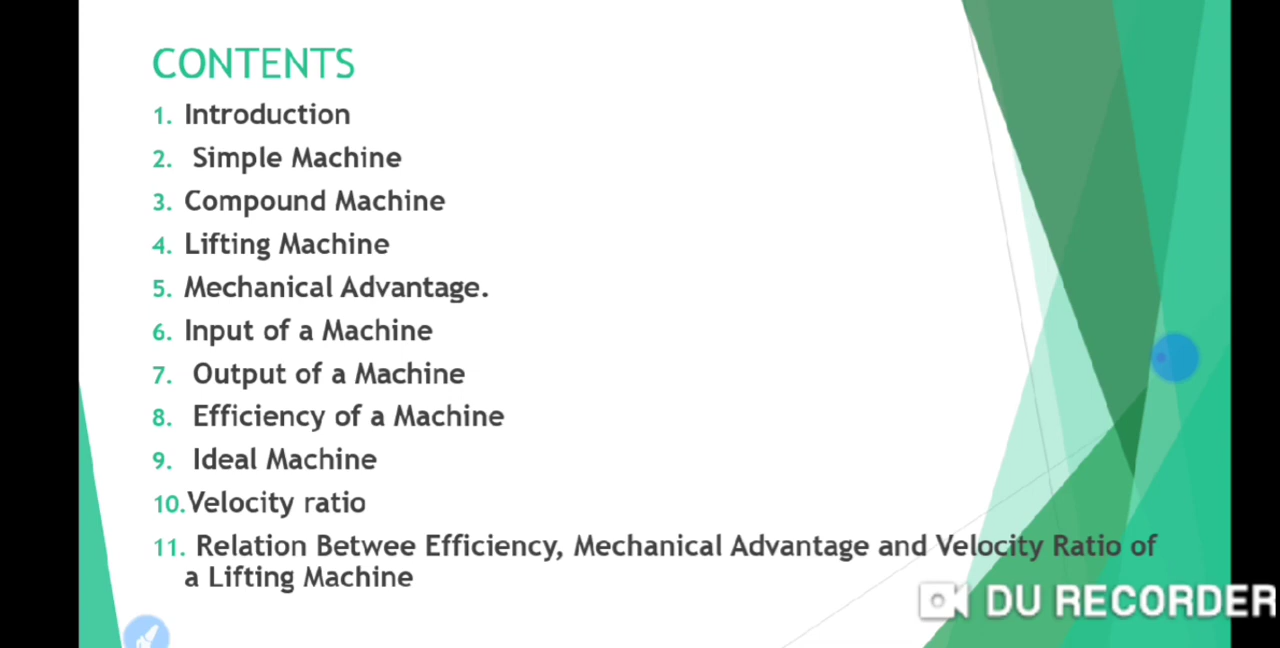 CONTENTS
1. Introduction
2. Simple Machine
3. Compound Machine
4. Lifting Machine
5. Mechanical Advantage.
6. Input of a Machine
7. Output of a Machine
8. Efficiency of a Machine
9. Ideal Machine
10. Velocity ratio
11. Relation Betwee Efficiency, Mechanical Advantage and Velocity Ratio of
a Lifting Machine
DU RECORDER